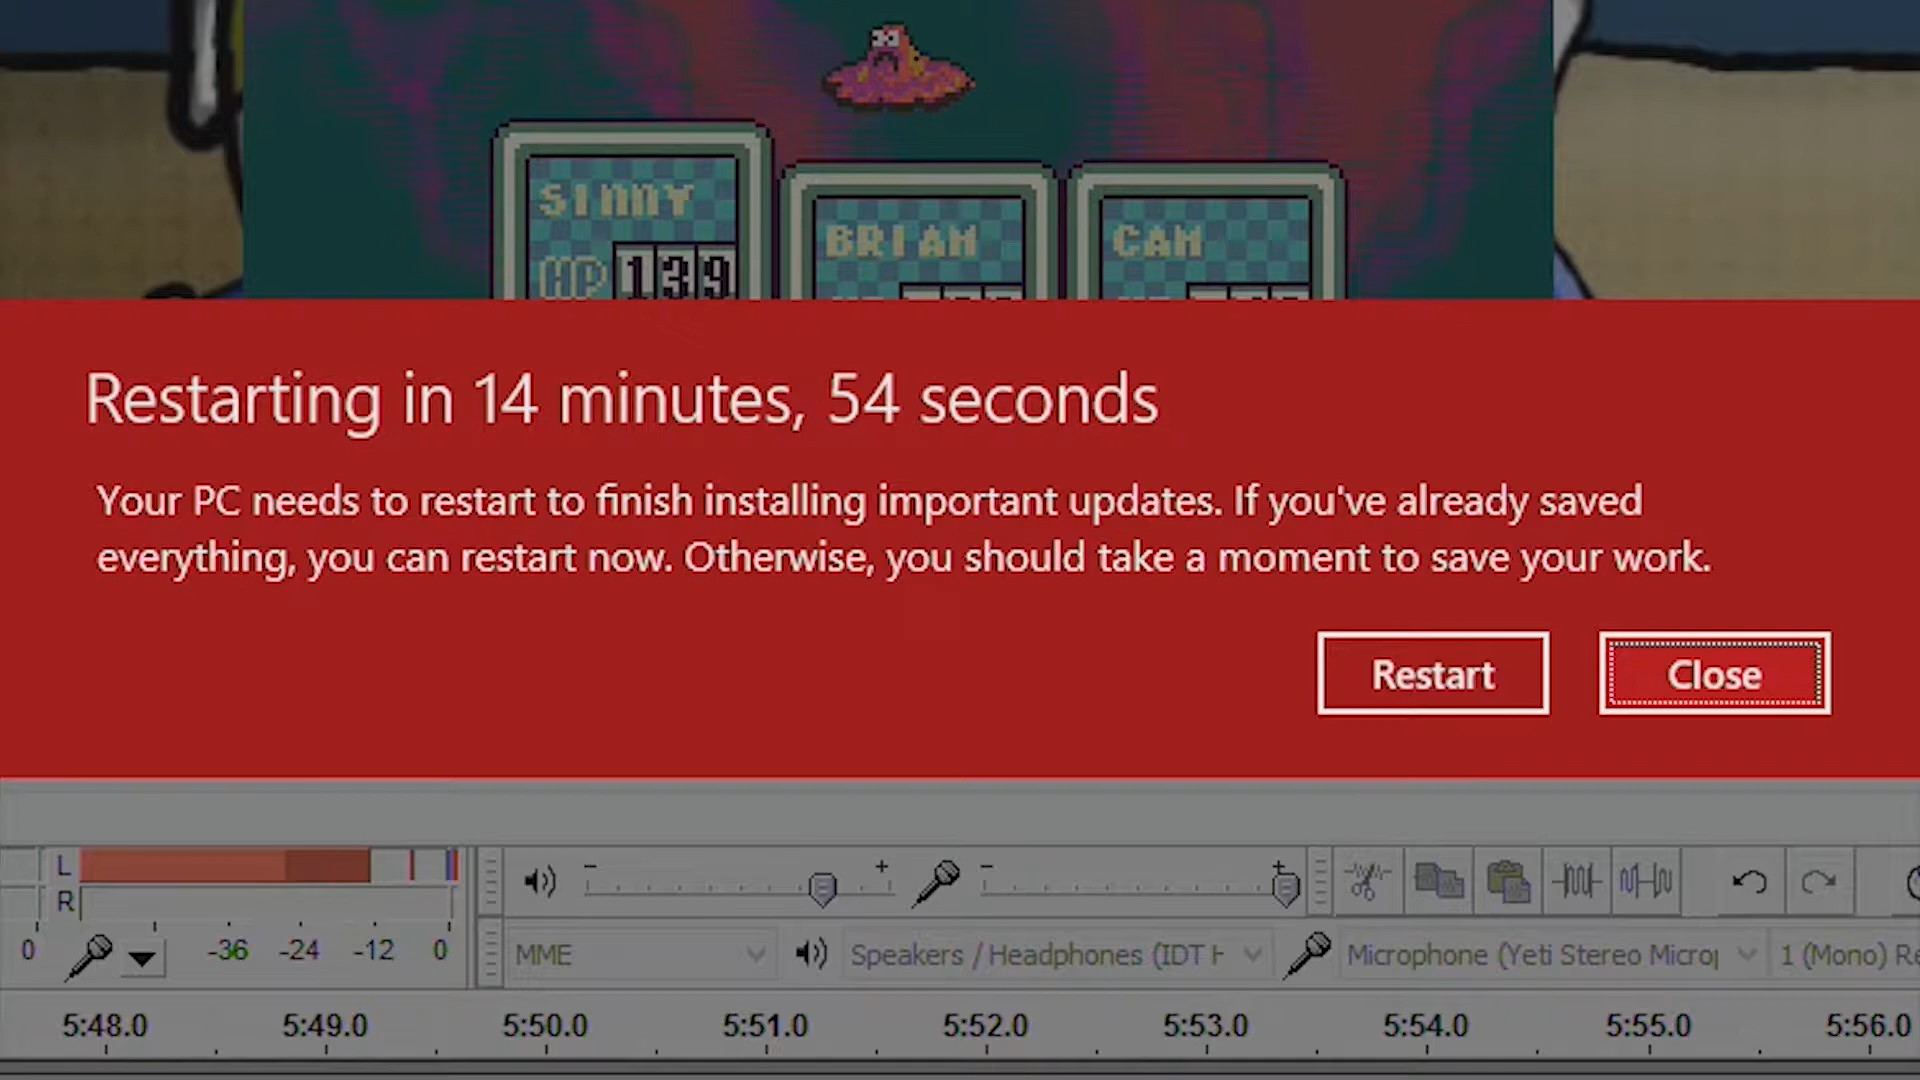 SINNY
BRIAN
CAM
HP 139
Restarting in 14 minutes, 54 seconds
Your PC needs to restart to finish installing important updates. If you've already saved
everything, you can restart now. Otherwise, you should take a moment to save your work.
Restart
Close
L
R
- +
- +
0
-36 -24 -12 0
MME
Speakers / Headphones (IDT H
Microphone (Yeti Stereo Microp
1 (Mono) Re
5:48.0 5:49.0 5:50.0 5:51.0 5:52.0 5:53.0 5:54.0 5:55.0 5:56.0